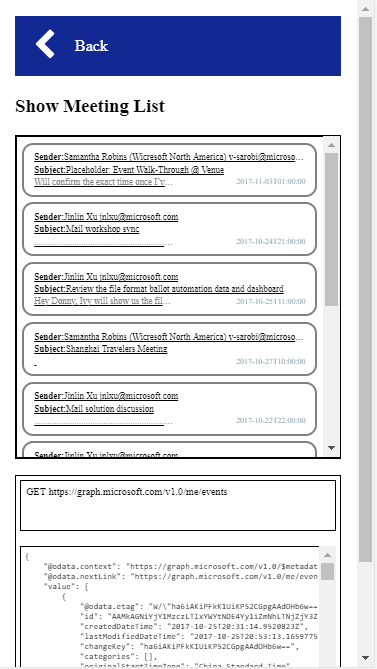 Back
Show Meeting List
Sender:Samantha Robins (Wicresoft North America) v-sarobi@microso...
Subject:Placeholder: Event Walk-Through @ Venue
Will confirm the exact time once I'v...
2017-11-03T01:00:00
Sender:Jinlin Xu jnlxu@microsoft.com
Subject:Mail workshop sync
2017-10-24T21:00:00
Sender:Jinlin Xu jnlxu@microsoft.com
Subject:Review the file format ballot automation data and dashboard
Hey Donny, Ivy will show us the fil...
2017-10-25T11:00:00
Sender:Samantha Robins (Wicresoft North America) v-sarobi@microso...
Subject:Shanghai Travelers Meeting
2017-10-27T10:00:00
Sender:Jinlin Xu jnlxu@microsoft.com
Subject:Mail solution discussion
2017-10-22T22:00:00
Sender:Jinlin Xu jnlxu@microsoft.com
GET https://graph.microsoft.com/v1.0/me/events
{
"@odata.context": "https://graph.microsoft.com/v1.0/$metadat
"@odata.nextLink": "https://graph.microsoft.com/v1.0/me/even
"value": [
{
"@odata.etag": "W/\"ha6iAKiPFkK1UiKP5ZCGpgAAdOHb6w==
"id": "AAMkAGNiYjY1MzczLTIxYWYtNDE4Yy1iZmNhLTNjZjY3Z
"createdDateTime": "2017-10-25T20:31:14.9520823Z",
"lastModifiedDateTime": "2017-10-25T20:53:13.1659775
"changeKey": "ha6iAKiPFkK1UiKP5ZCGpgAAdOHb6w==",
"categories": [],
"originalStartTimeZone": "China Standard Time",